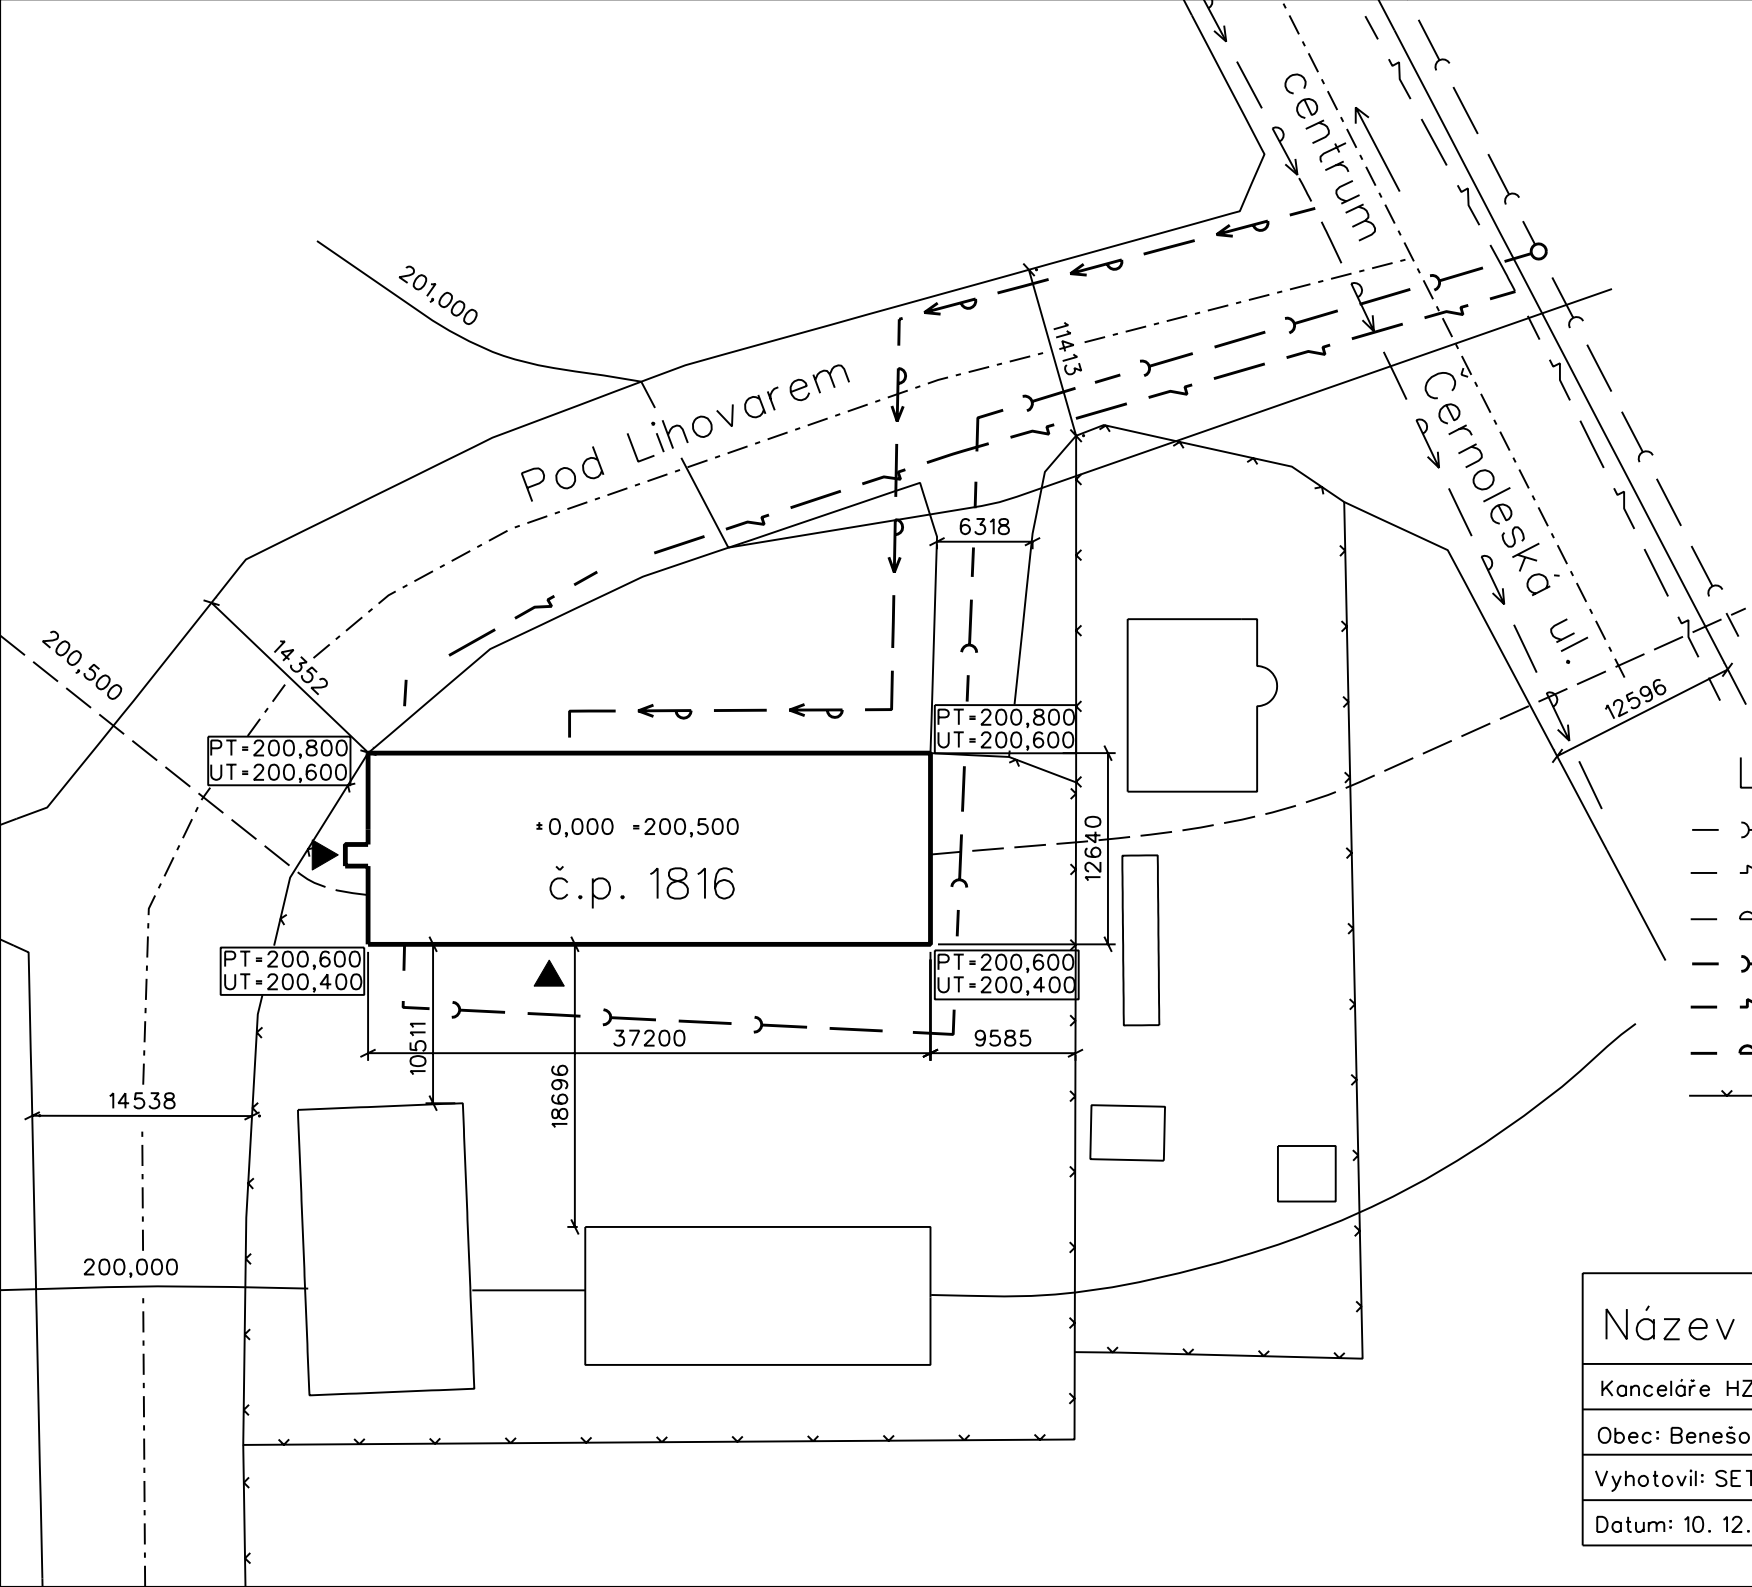 centrum
201,000
11413
Pod Lihovarem
Černoleská ul.
6318
200,500
14352
12596
PT=200,800
UT=200,600
PT=200,800
UT=200,600
±0,000 =200,500
č.p. 1816
12640
PT=200,600
UT=200,400
PT=200,600
UT=200,400
10511
37200
9585
18696
14538
200,000
Název
Kanceláře HZ
Obec: Benešo
Vyhotovil: SET
Datum: 10. 12.